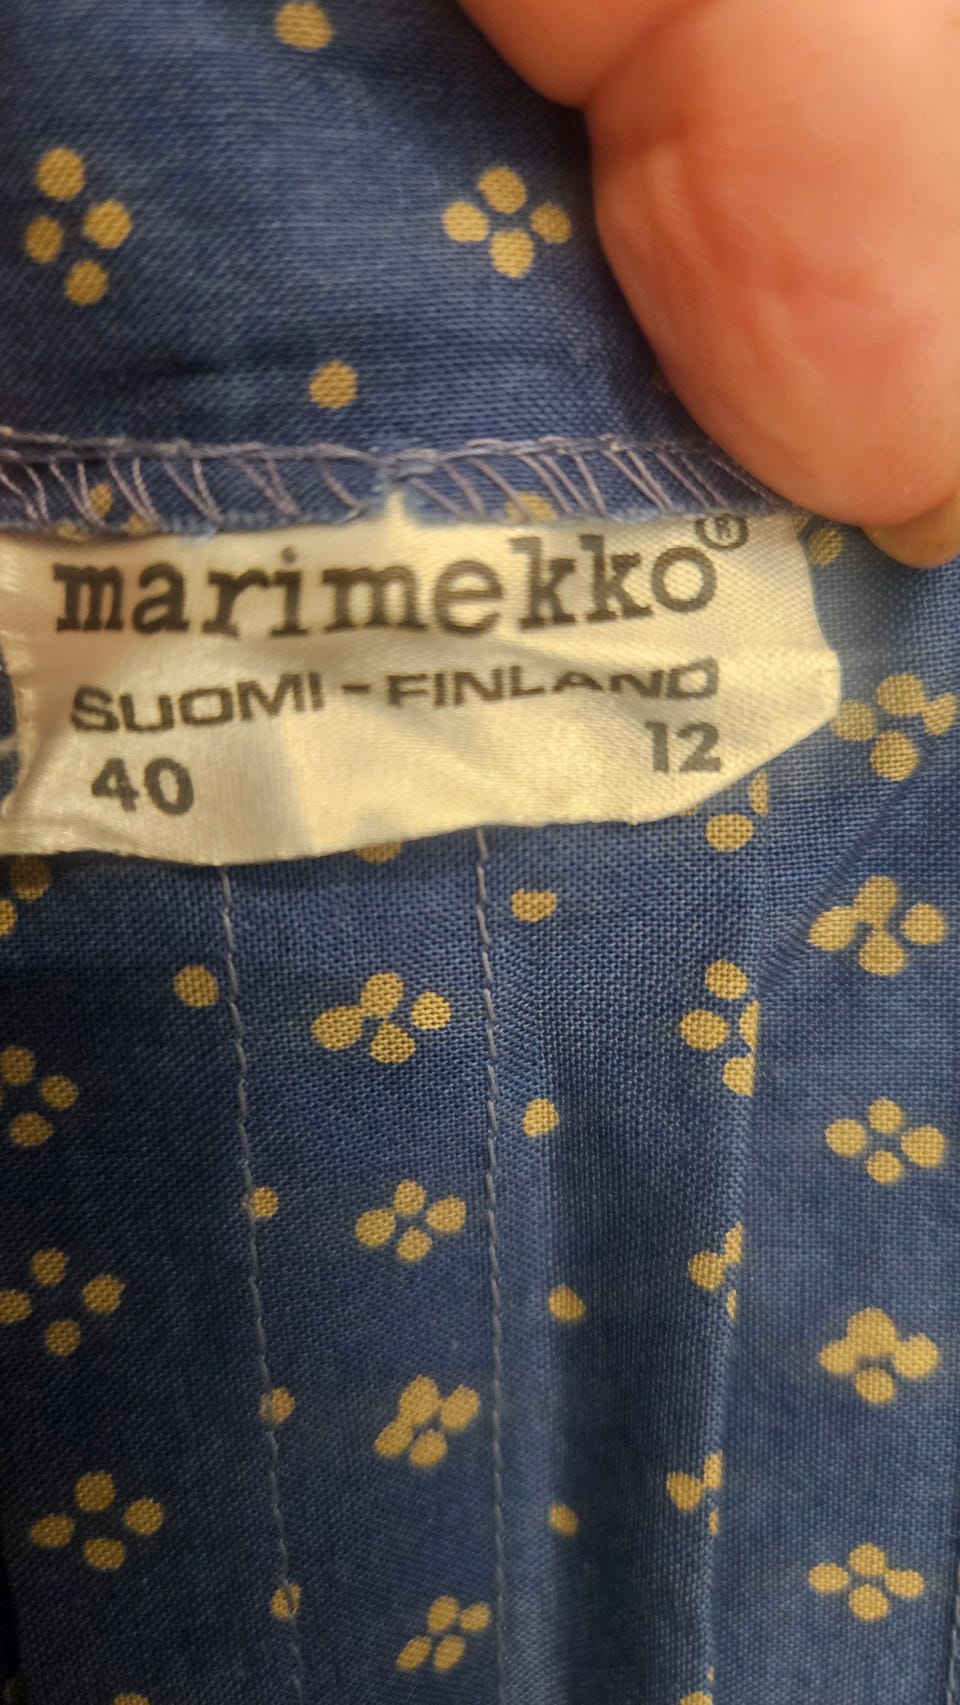 marimekko®
SUOMI - FINLAND
40 12